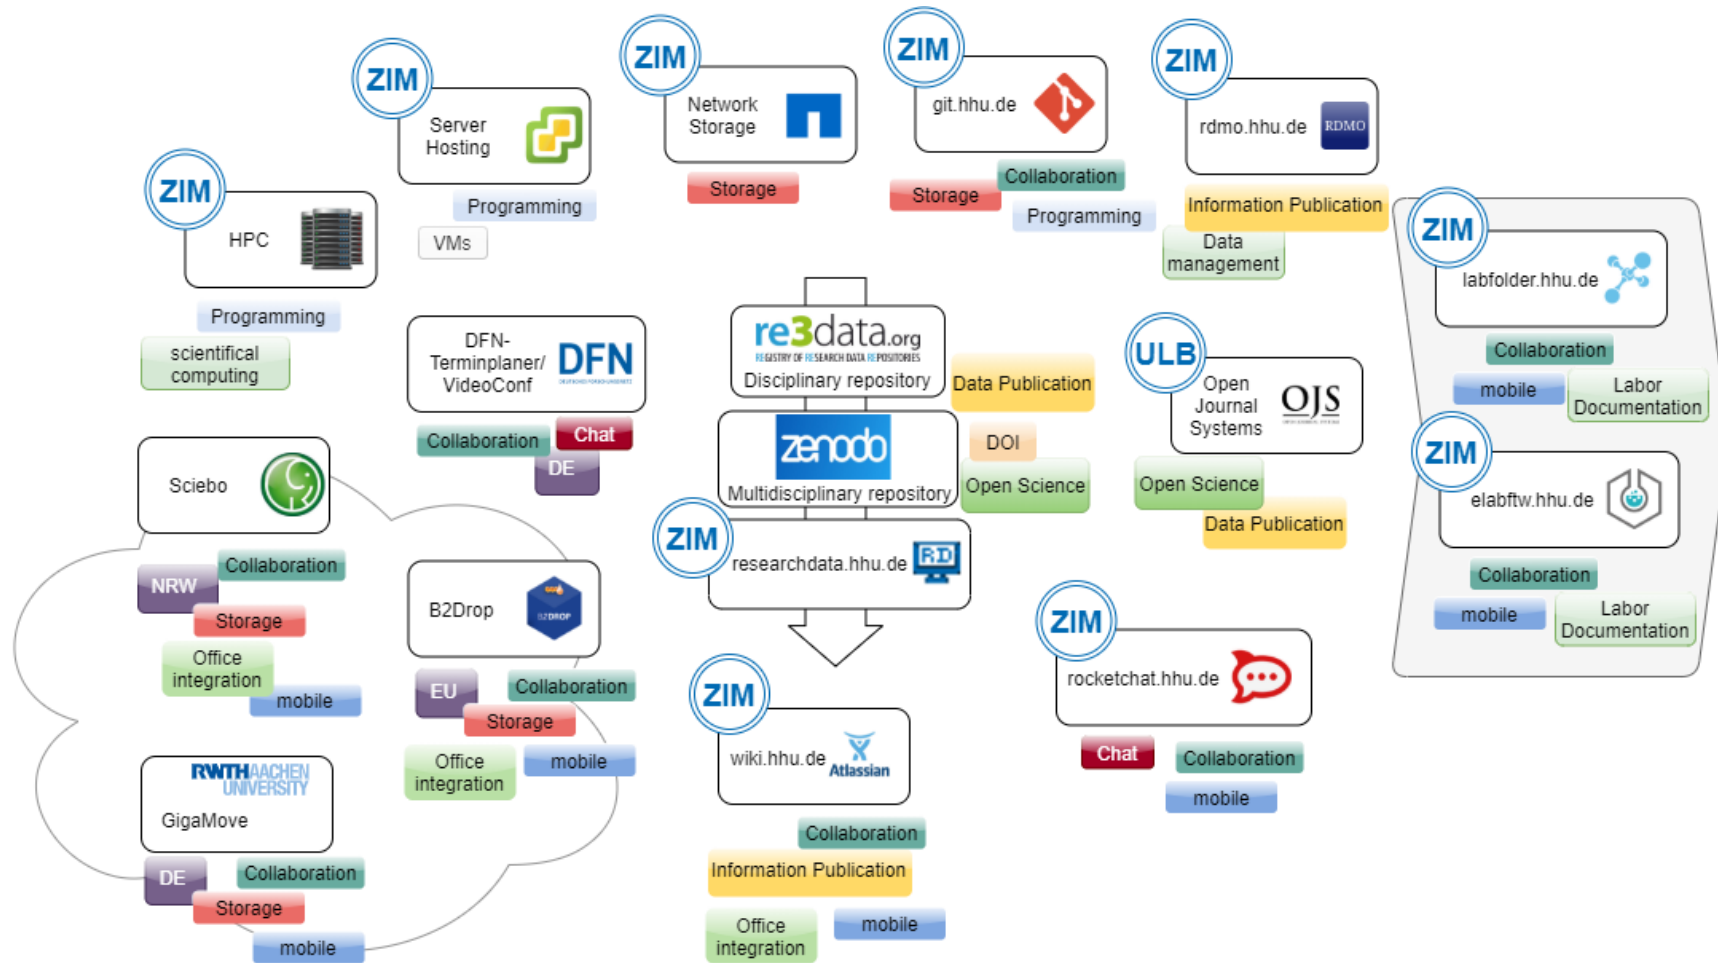 ZIM
Server
Hosting
Programming
VMs
ZIM
Network
Storage
Storage
ZIM
git.hhu.de
Collaboration
Storage
Programming
ZIM
rdmo.hhu.de
RDMO
Information Publication
Data
management
ZIM
HPC
Programming
scientifical
computing
DFN-
Terminplaner/
VideoConf
DFN
DEUTSCHES FORSCHUNGSNETZ
Collaboration
Chat
DE
re3data.org
REGISTRY OF RESEARCH DATA REPOSITORIES
Disciplinary repository
Data Publication
zenodo
Multidisciplinary repository
DOI
Open Science
ZIM
researchdata.hhu.de
RD
ULB
Open
Journal
Systems
OJS
OPEN JOURNAL SYSTEMS
Open Science
Data Publication
ZIM
labfolder.hhu.de
Collaboration
mobile
Labor
Documentation
ZIM
elabftw.hhu.de
Collaboration
mobile
Labor
Documentation
Sciebo
Collaboration
NRW
Storage
Office
integration
mobile
B2Drop
B2DROP
EU
Collaboration
Storage
Office
integration
mobile
RWTHAACHEN
UNIVERSITY
GigaMove
DE
Collaboration
Storage
mobile
ZIM
wiki.hhu.de
Atlassian
Collaboration
Information Publication
Office
integration
mobile
ZIM
rocketchat.hhu.de
Chat
Collaboration
mobile